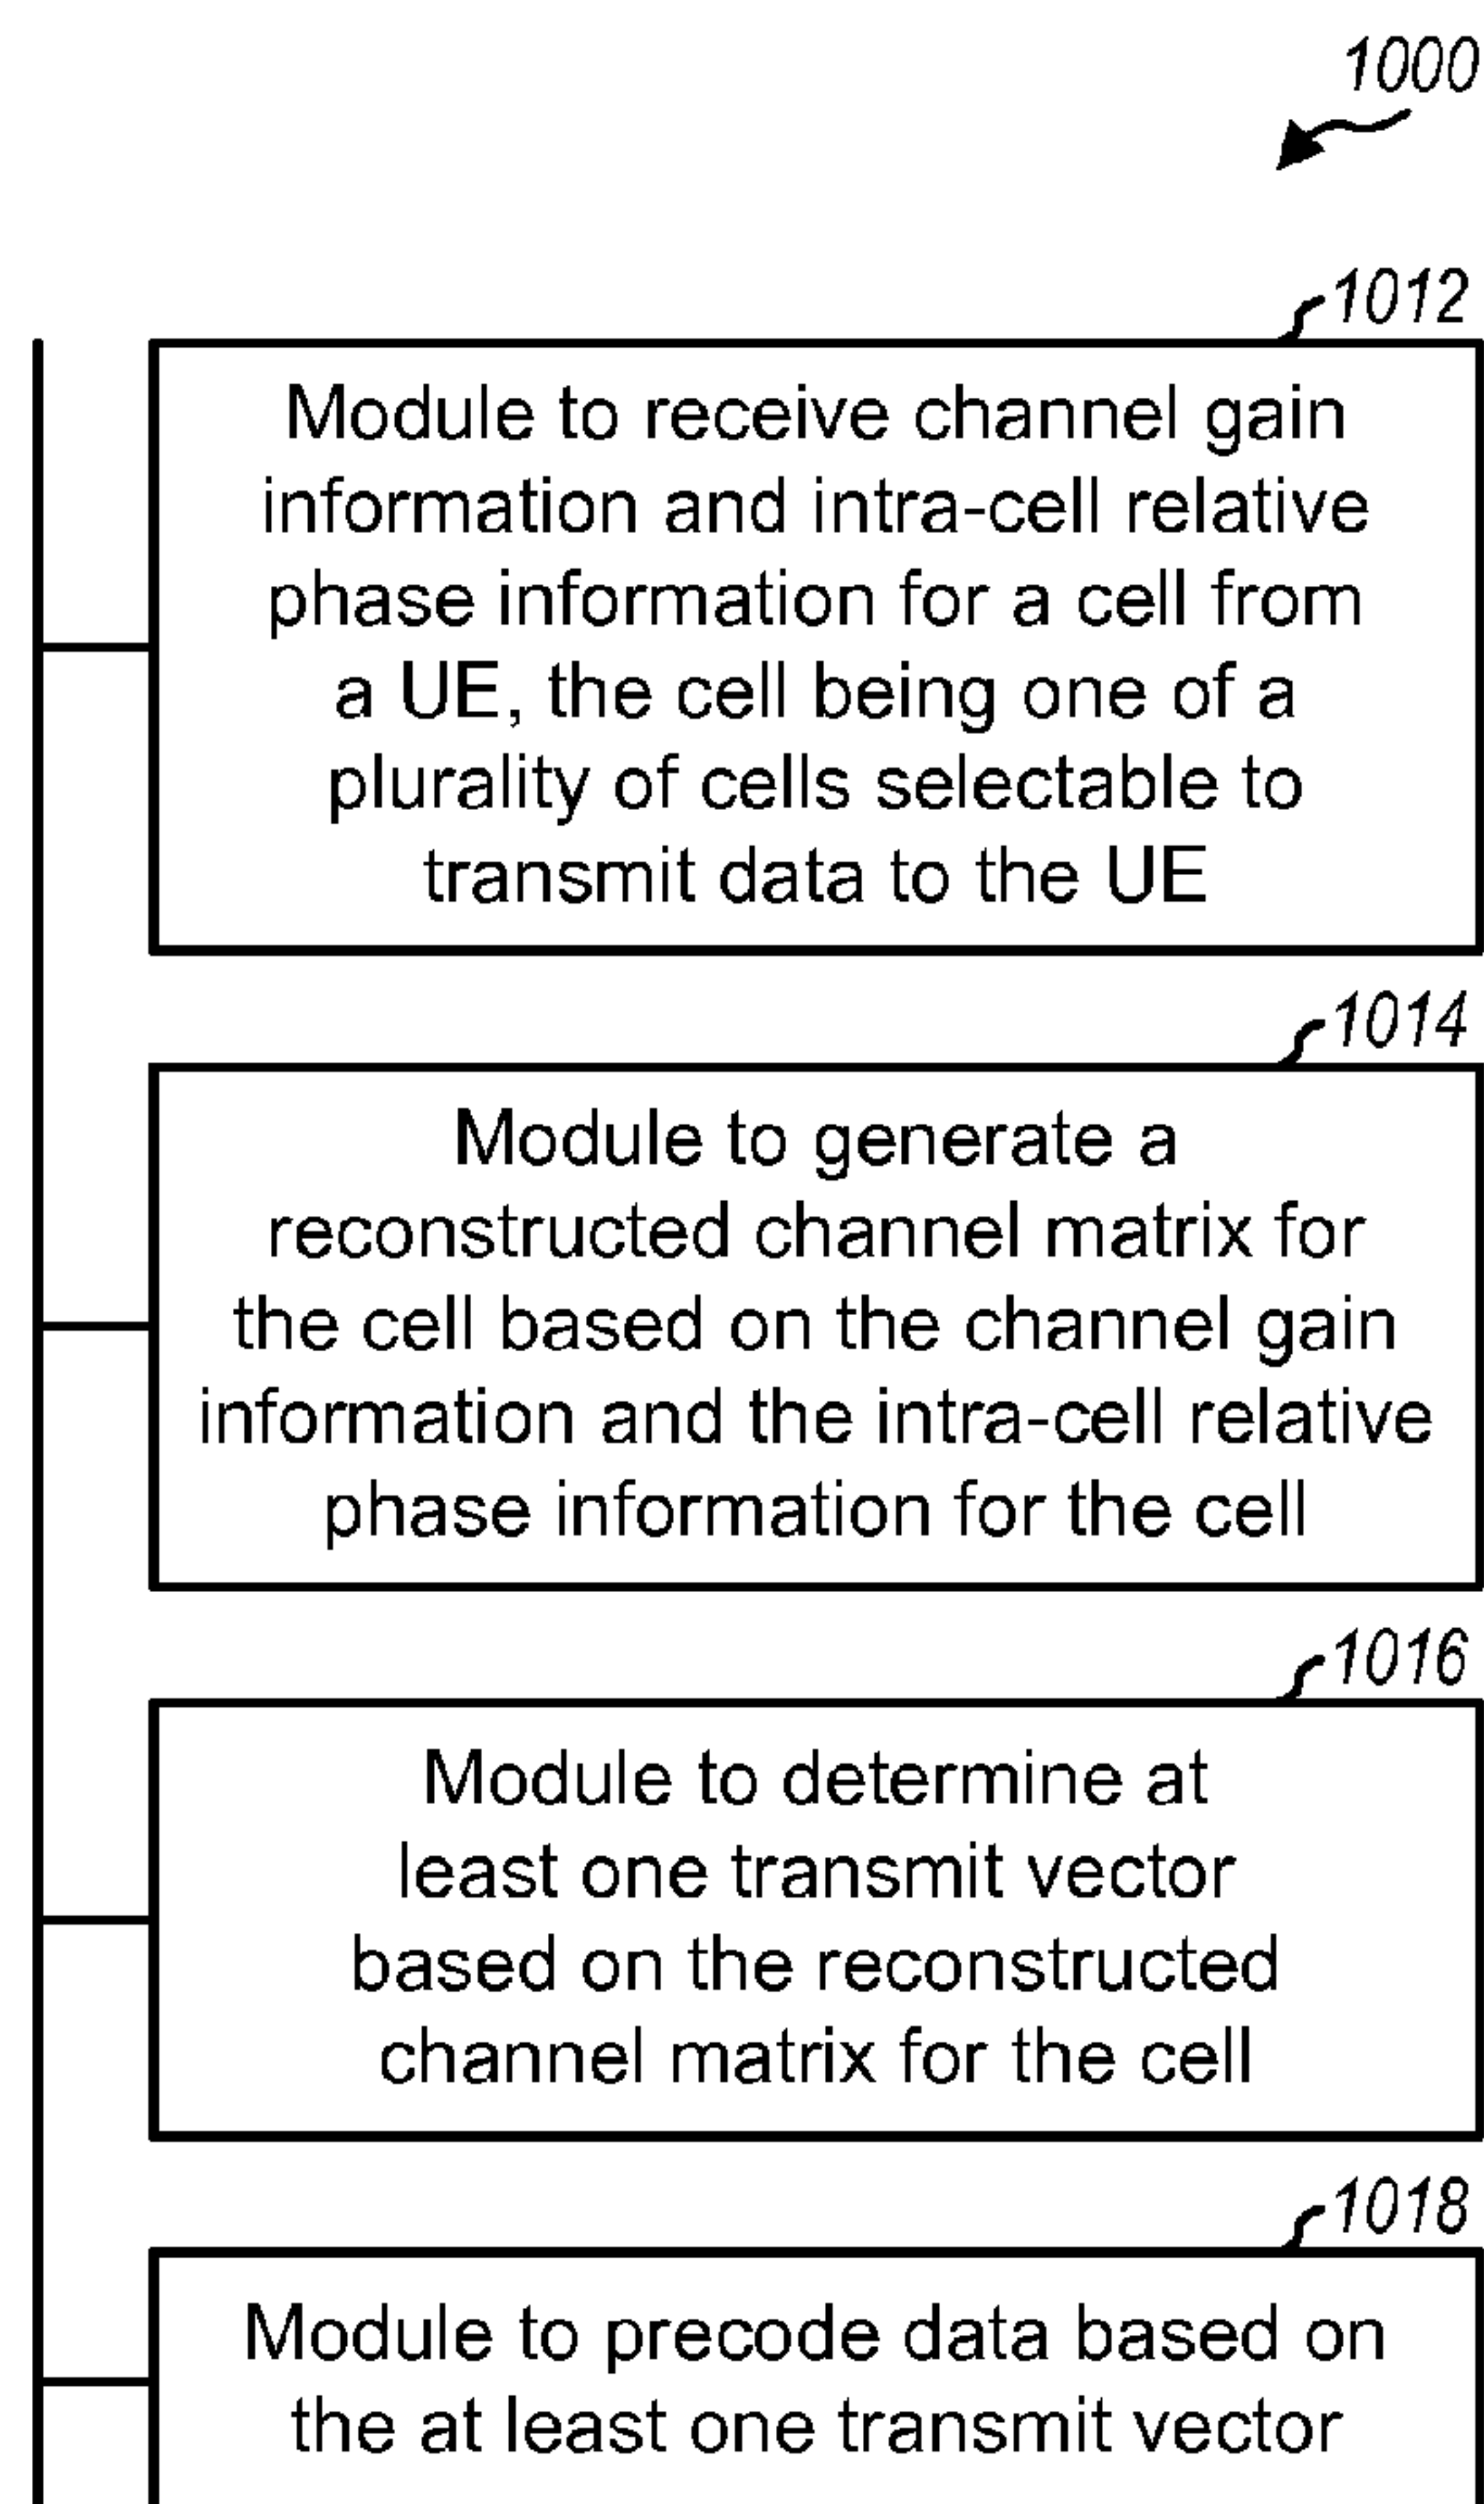 1000
1012
Module to receive channel gain
information and intra-cell relative
phase information for a cell from
a UE, the cell being one of a
plurality of cells selectable to
transmit data to the UE
1014
Module to generate a
reconstructed channel matrix for
the cell based on the channel gain
information and the intra-cell relative
phase information for the cell
1016
Module to determine at
least one transmit vector
based on the reconstructed
channel matrix for the cell
1018
Module to precode data based on
the at least one transmit vector